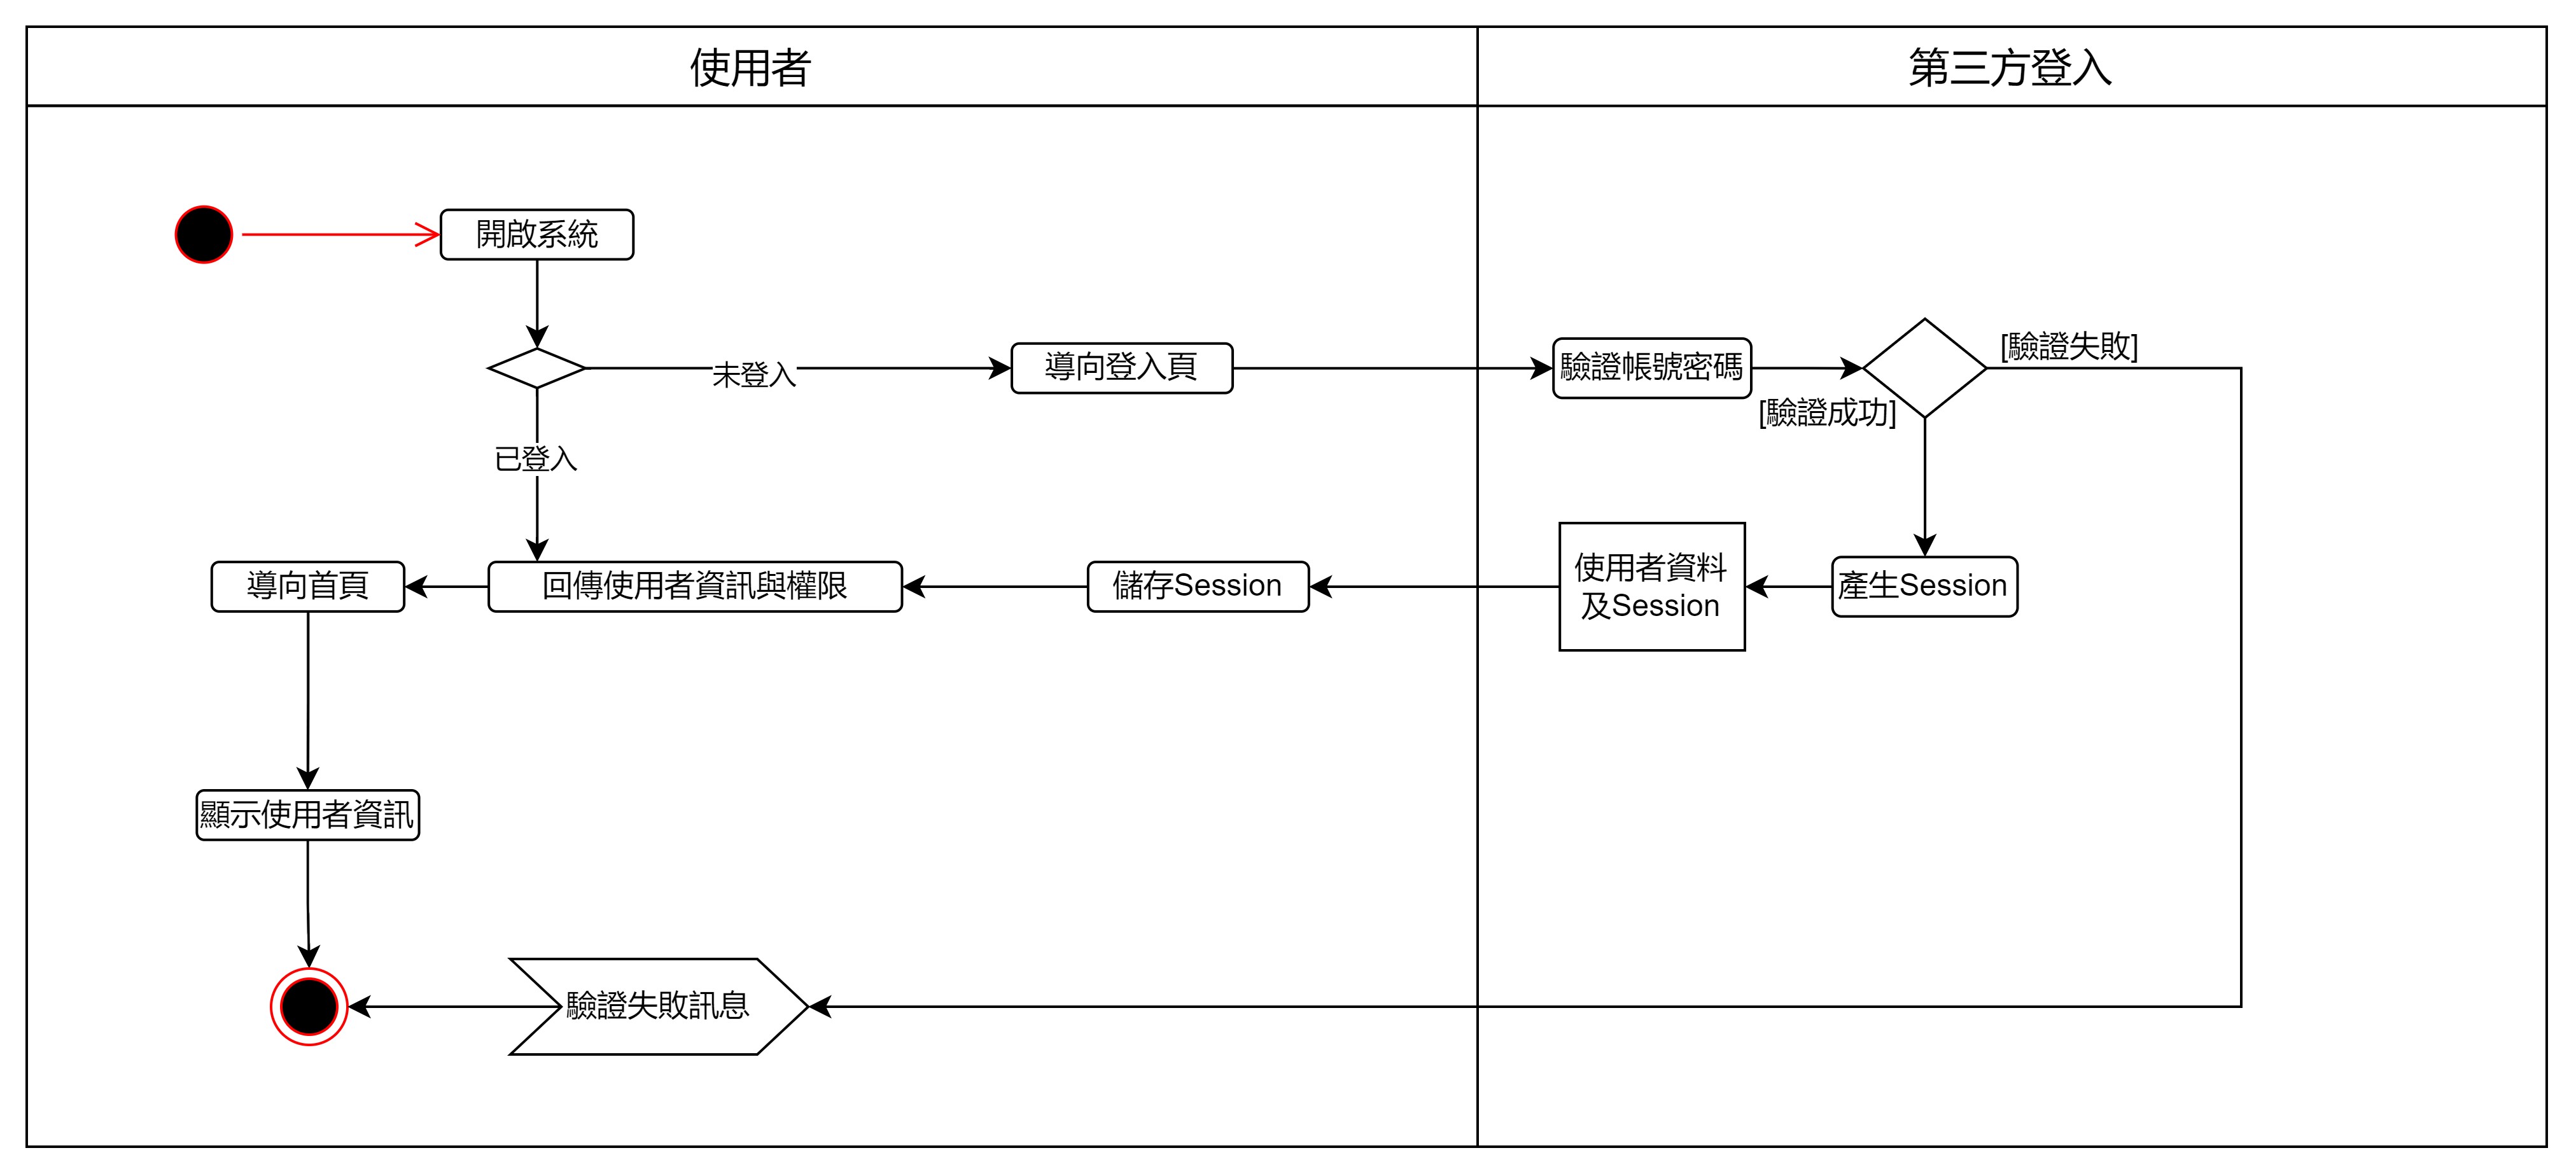 使用者
第三方登入
開啟系統
未登入
導向登入頁
驗證帳號密碼
[驗證失敗]
[驗證成功]
已登入
導向首頁
回傳使用者資訊與權限
儲存Session
使用者資料
及Session
產生Session
顯示使用者資訊
驗證失敗訊息